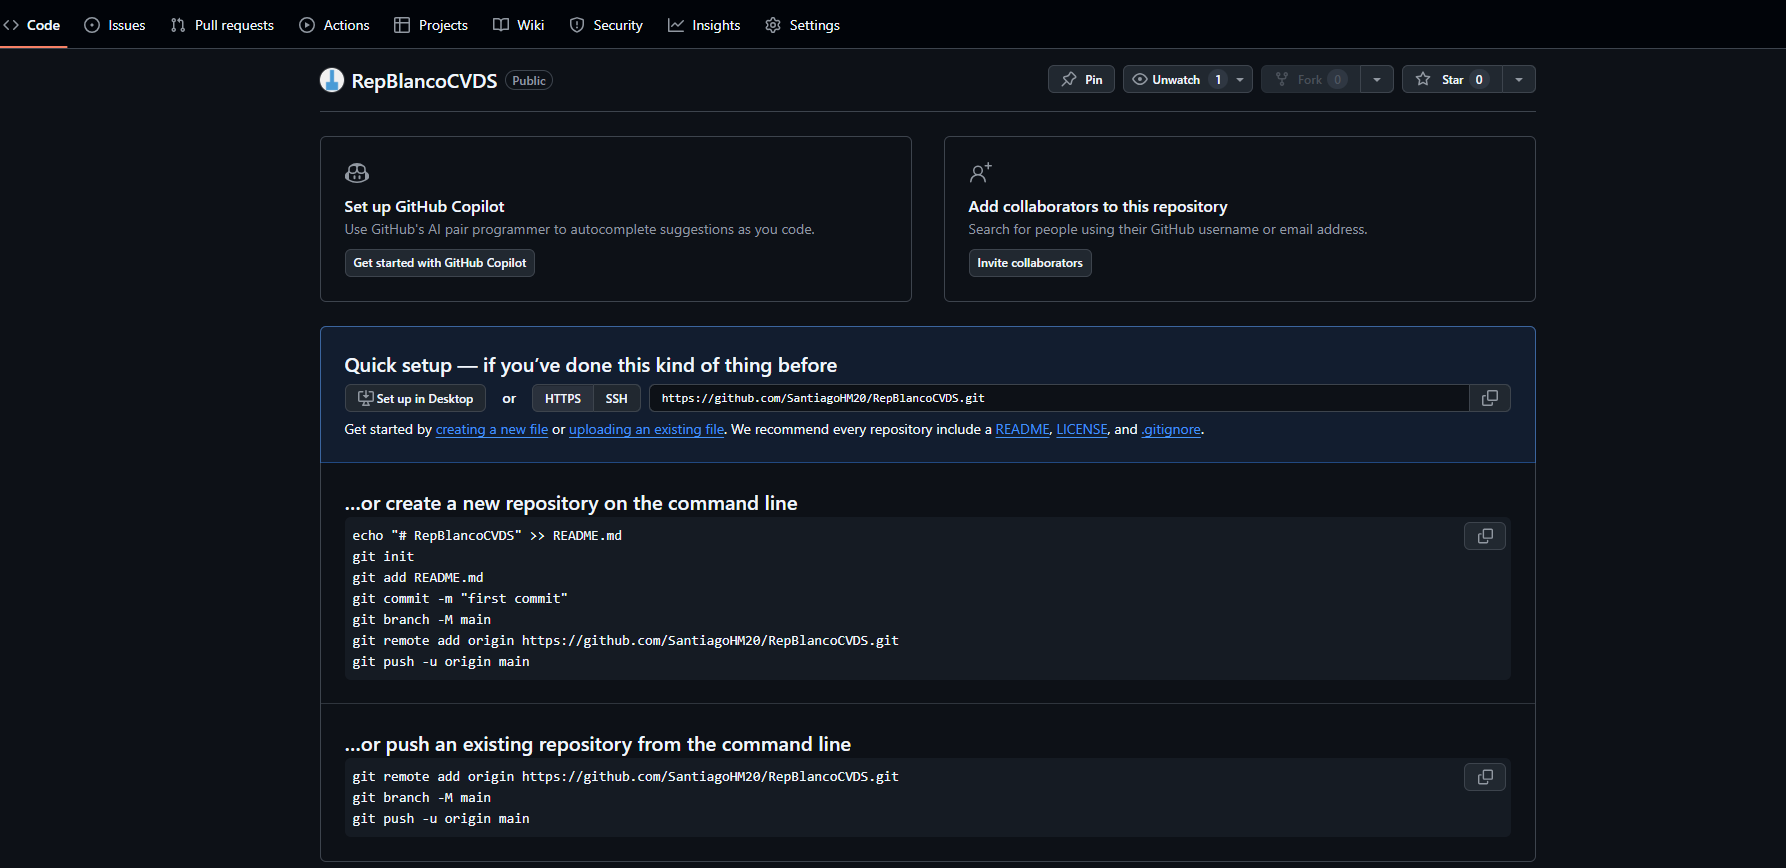 Code Issues Pull requests Actions Projects Wiki Security Insights Settings
RepBlancoCVDS Public Pin Unwatch 1 Fork 0 Star 0
Set up GitHub Copilot
Use GitHub's AI pair programmer to autocomplete suggestions as you code.
Get started with GitHub Copilot
Add collaborators to this repository
Search for people using their GitHub username or email address.
Invite collaborators
Quick setup — if you’ve done this kind of thing before
Set up in Desktop or HTTPS SSH https://github.com/SantiagoHM20/RepBlancoCVDS.git
Get started by creating a new file or uploading an existing file. We recommend every repository include a README, LICENSE, and .gitignore.
…or create a new repository on the command line
echo "# RepBlancoCVDS" >> README.md
git init
git add README.md
git commit -m "first commit"
git branch -M main
git remote add origin https://github.com/SantiagoHM20/RepBlancoCVDS.git
git push -u origin main
…or push an existing repository from the command line
git remote add origin https://github.com/SantiagoHM20/RepBlancoCVDS.git
git branch -M main
git push -u origin main